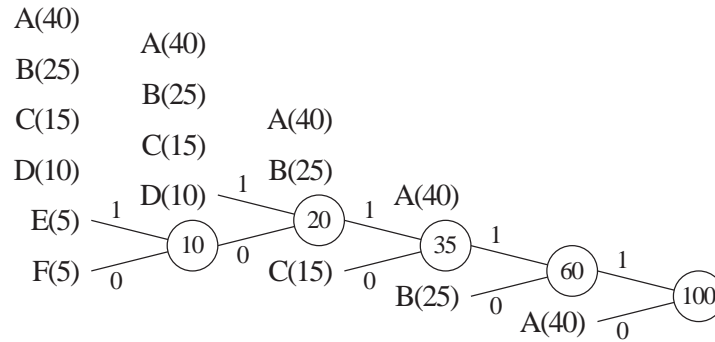 A(40)
A(40)
B(25)
B(25)
C(15)
A(40)
C(15)
D(10)
B(25)
D(10)
1
A(40)
E(5)
1
20
1
10
35
1
F(5)
0
0
C(15)
0
60
1
B(25)
0
100
A(40)
0